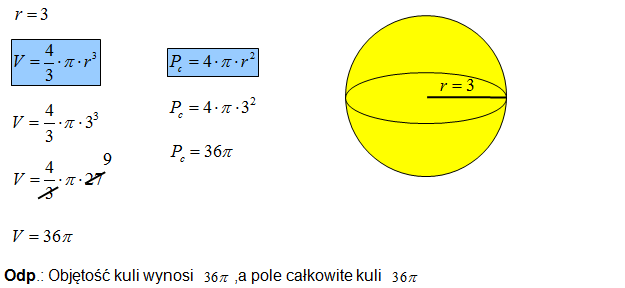 r = 3
V = 4/3 · π · r³
V = 4/3 · π · 3³
9
V = 4/3 · π · 27
V = 36π
P_c = 4 · π · r²
P_c = 4 · π · 3²
P_c = 36π
r = 3
Odp.: Objętość kuli wynosi 36π ,a pole całkowite kuli 36π